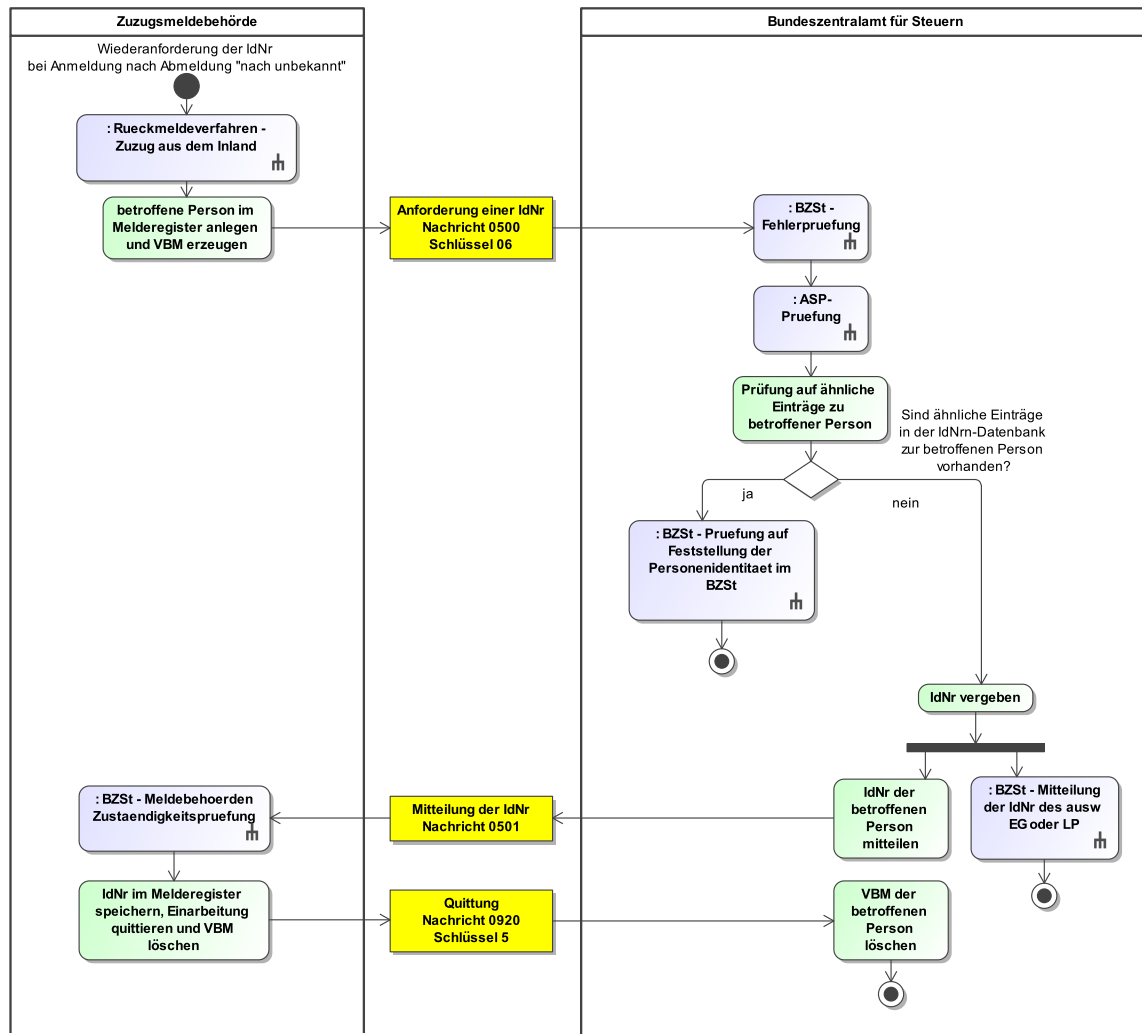 Zuzugsmeldebehörde
Bundeszentralamt für Steuern
Wiederanforderung der IdNr
bei Anmeldung nach Abmeldung "nach unbekannt"
: Rueckmeldeverfahren -
Zuzug aus dem Inland
betroffene Person im
Melderegister anlegen
und VBM erzeugen
Anforderung einer IdNr
Nachricht 0500
Schlüssel 06
: BZSt -
Fehlerpruefung
: ASP-
Pruefung
Prüfung auf ähnliche
Einträge zu
betroffener Person
Sind ähnliche Einträge
in der IdNrn-Datenbank
zur betroffenen Person
vorhanden?
ja
nein
: BZSt - Pruefung auf
Feststellung der
Personenidentitaet im
BZSt
IdNr vergeben
: BZSt - Meldebehoerden
Zustaendigkeitspruefung
Mitteilung der IdNr
Nachricht 0501
IdNr der
betroffenen
Person
mitteilen
: BZSt - Mitteilung
der IdNr des ausw
EG oder LP
IdNr im Melderegister
speichern, Einarbeitung
quittieren und VBM
löschen
Quittung
Nachricht 0920
Schlüssel 5
VBM der
betroffenen
Person
löschen